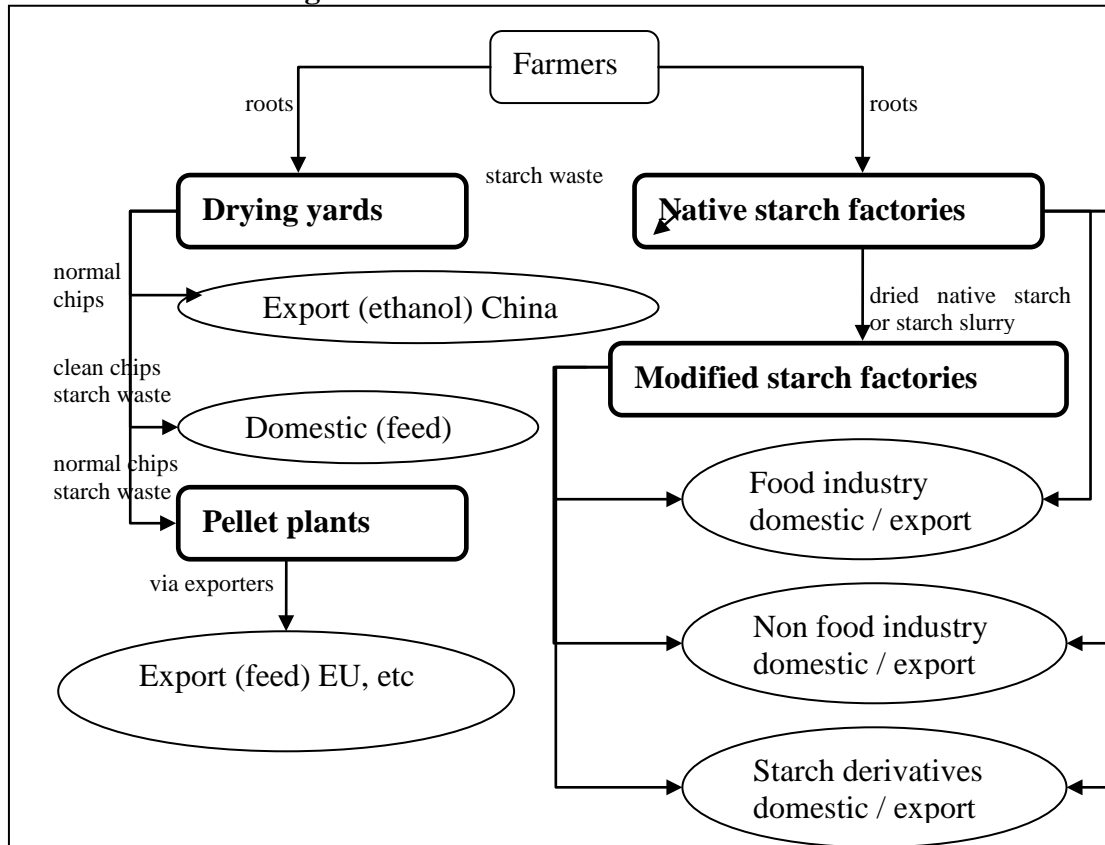 Farmers
roots
roots
starch waste
Drying yards
Native starch factories
normal
chips
Export (ethanol) China
dried native starch
or starch slurry
clean chips
starch waste
Modified starch factories
Domestic (feed)
normal chips
starch waste
Pellet plants
Food industry
domestic / export
via exporters
Non food industry
domestic / export
Export (feed) EU, etc
Starch derivatives
domestic / export